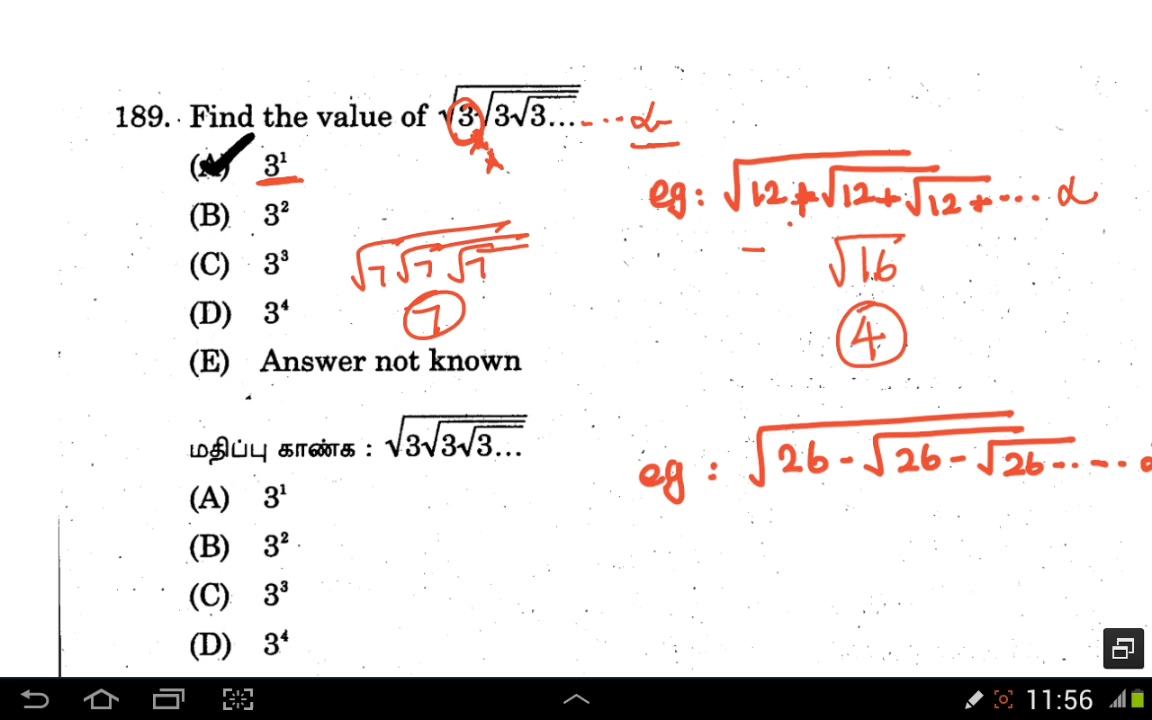 189. Find the value of √3√3√3... --- α
(A) 3¹
(B) 3²
(C) 3³
(D) 3⁴
(E) Answer not known
மதிப்பு காண்க : √3√3√3...
(A) 3¹
(B) 3²
(C) 3³
(D) 3⁴
√7√7√7
7
eg: √12+√12+√12+... α
√16
4
eg: √26-√26-√26.....
11:56